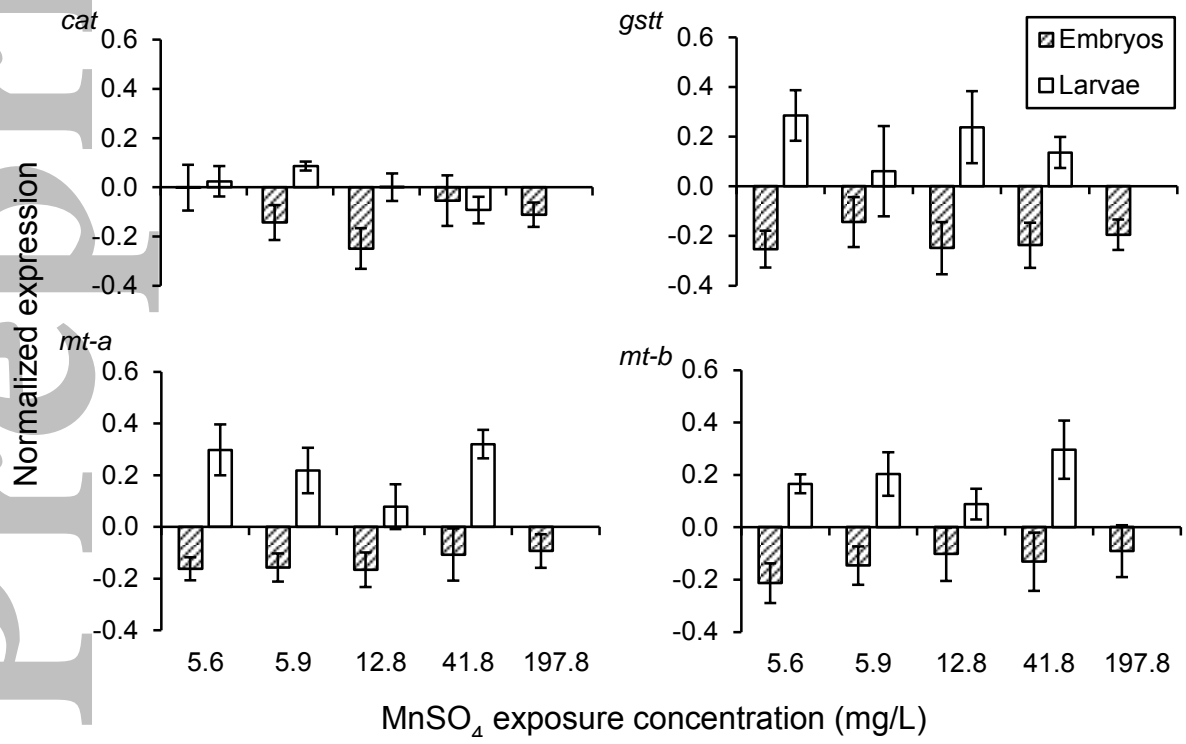 cat
0.6
0.4
0.2
0.0
-0.2
-0.4
gstt
0.6
0.4
0.2
0.0
-0.2
-0.4
Embryos
Larvae
Normalized expression
mt-a
0.6
0.4
0.2
0.0
-0.2
-0.4
5.6 5.9 12.8 41.8 197.8
mt-b
0.6
0.4
0.2
0.0
-0.2
-0.4
5.6 5.9 12.8 41.8 197.8
MnSO₄ exposure concentration (mg/L)